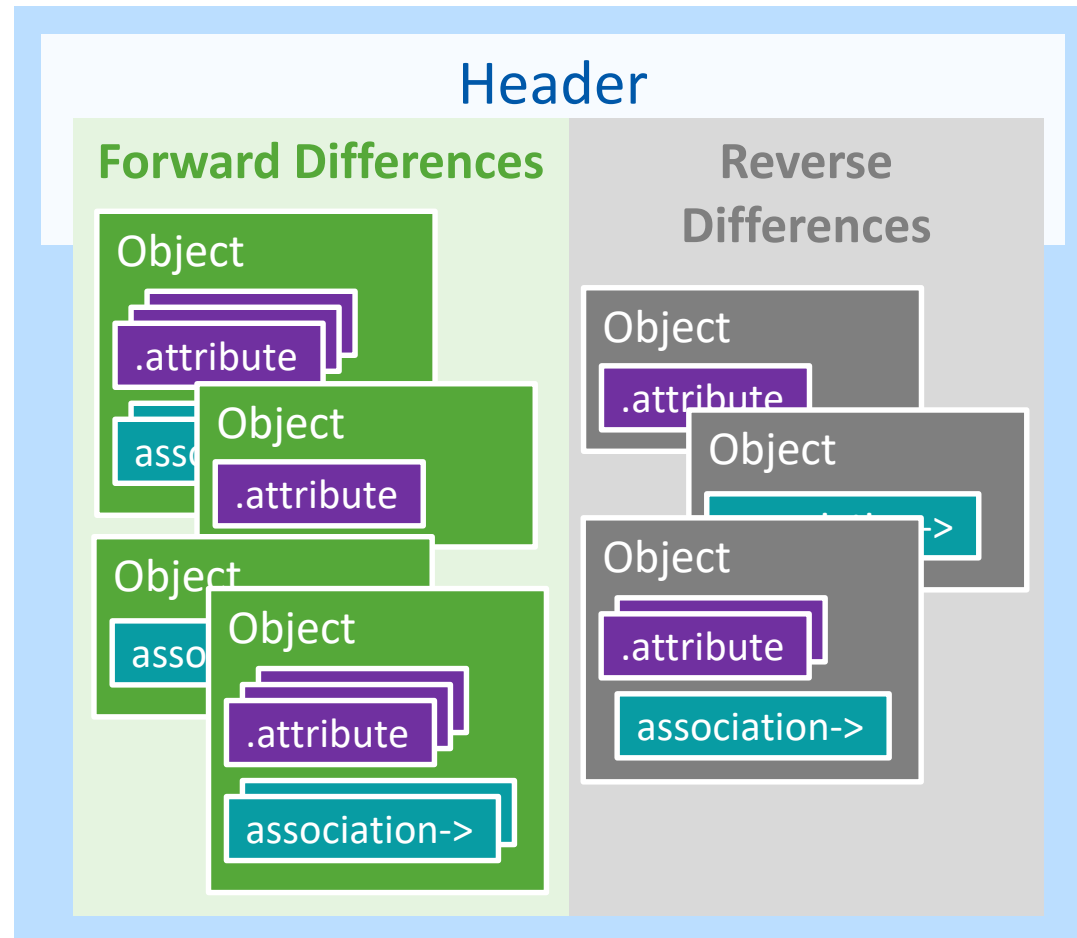 Header
Forward Differences
Object
.attribute
Object
.attribute
Object
Object
.attribute
association->
Reverse
Differences
Object
.attribute
Object
Object
.attribute
association->